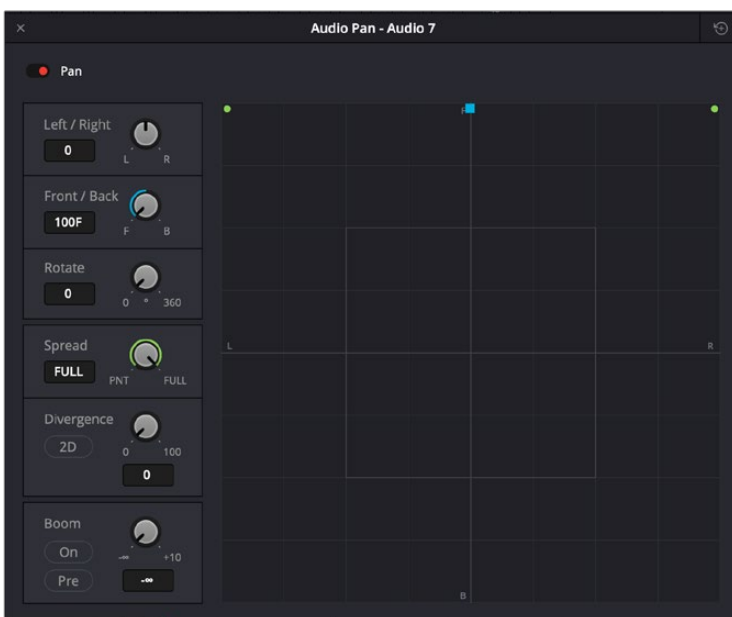 Audio Pan - Audio 7
Pan
Left / Right
0
L R
Front / Back
100F
F B
Rotate
0
0 ° 360
Spread
FULL
PNT FULL
Divergence
2D
0 100
0
Boom
On
-∞ +10
Pre
-∞
F
L R
B